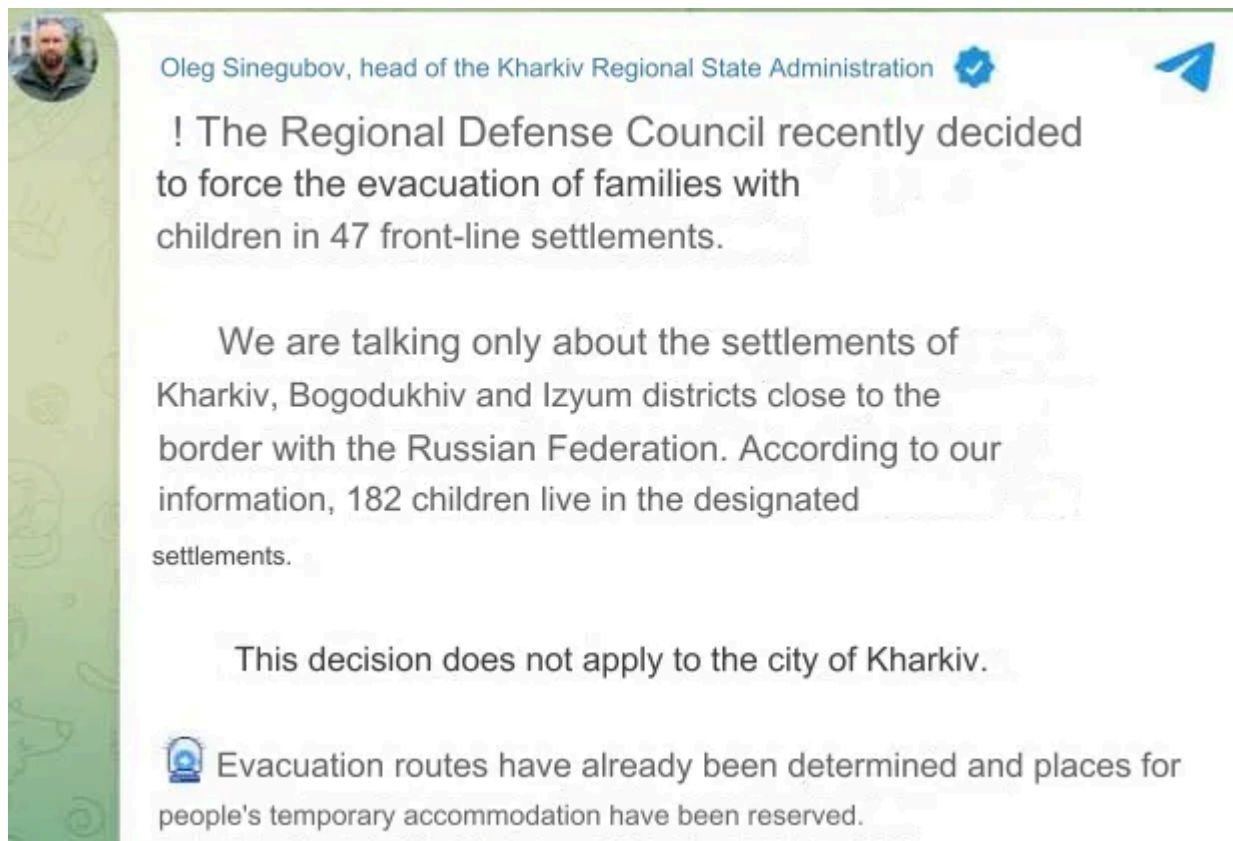 Oleg Sinegubov, head of the Kharkiv Regional State Administration
! The Regional Defense Council recently decided
to force the evacuation of families with
children in 47 front-line settlements.
We are talking only about the settlements of
Kharkiv, Bogodukhiv and Izyum districts close to the
border with the Russian Federation. According to our
information, 182 children live in the designated
settlements.
This decision does not apply to the city of Kharkiv.
Evacuation routes have already been determined and places for
people's temporary accommodation have been reserved.